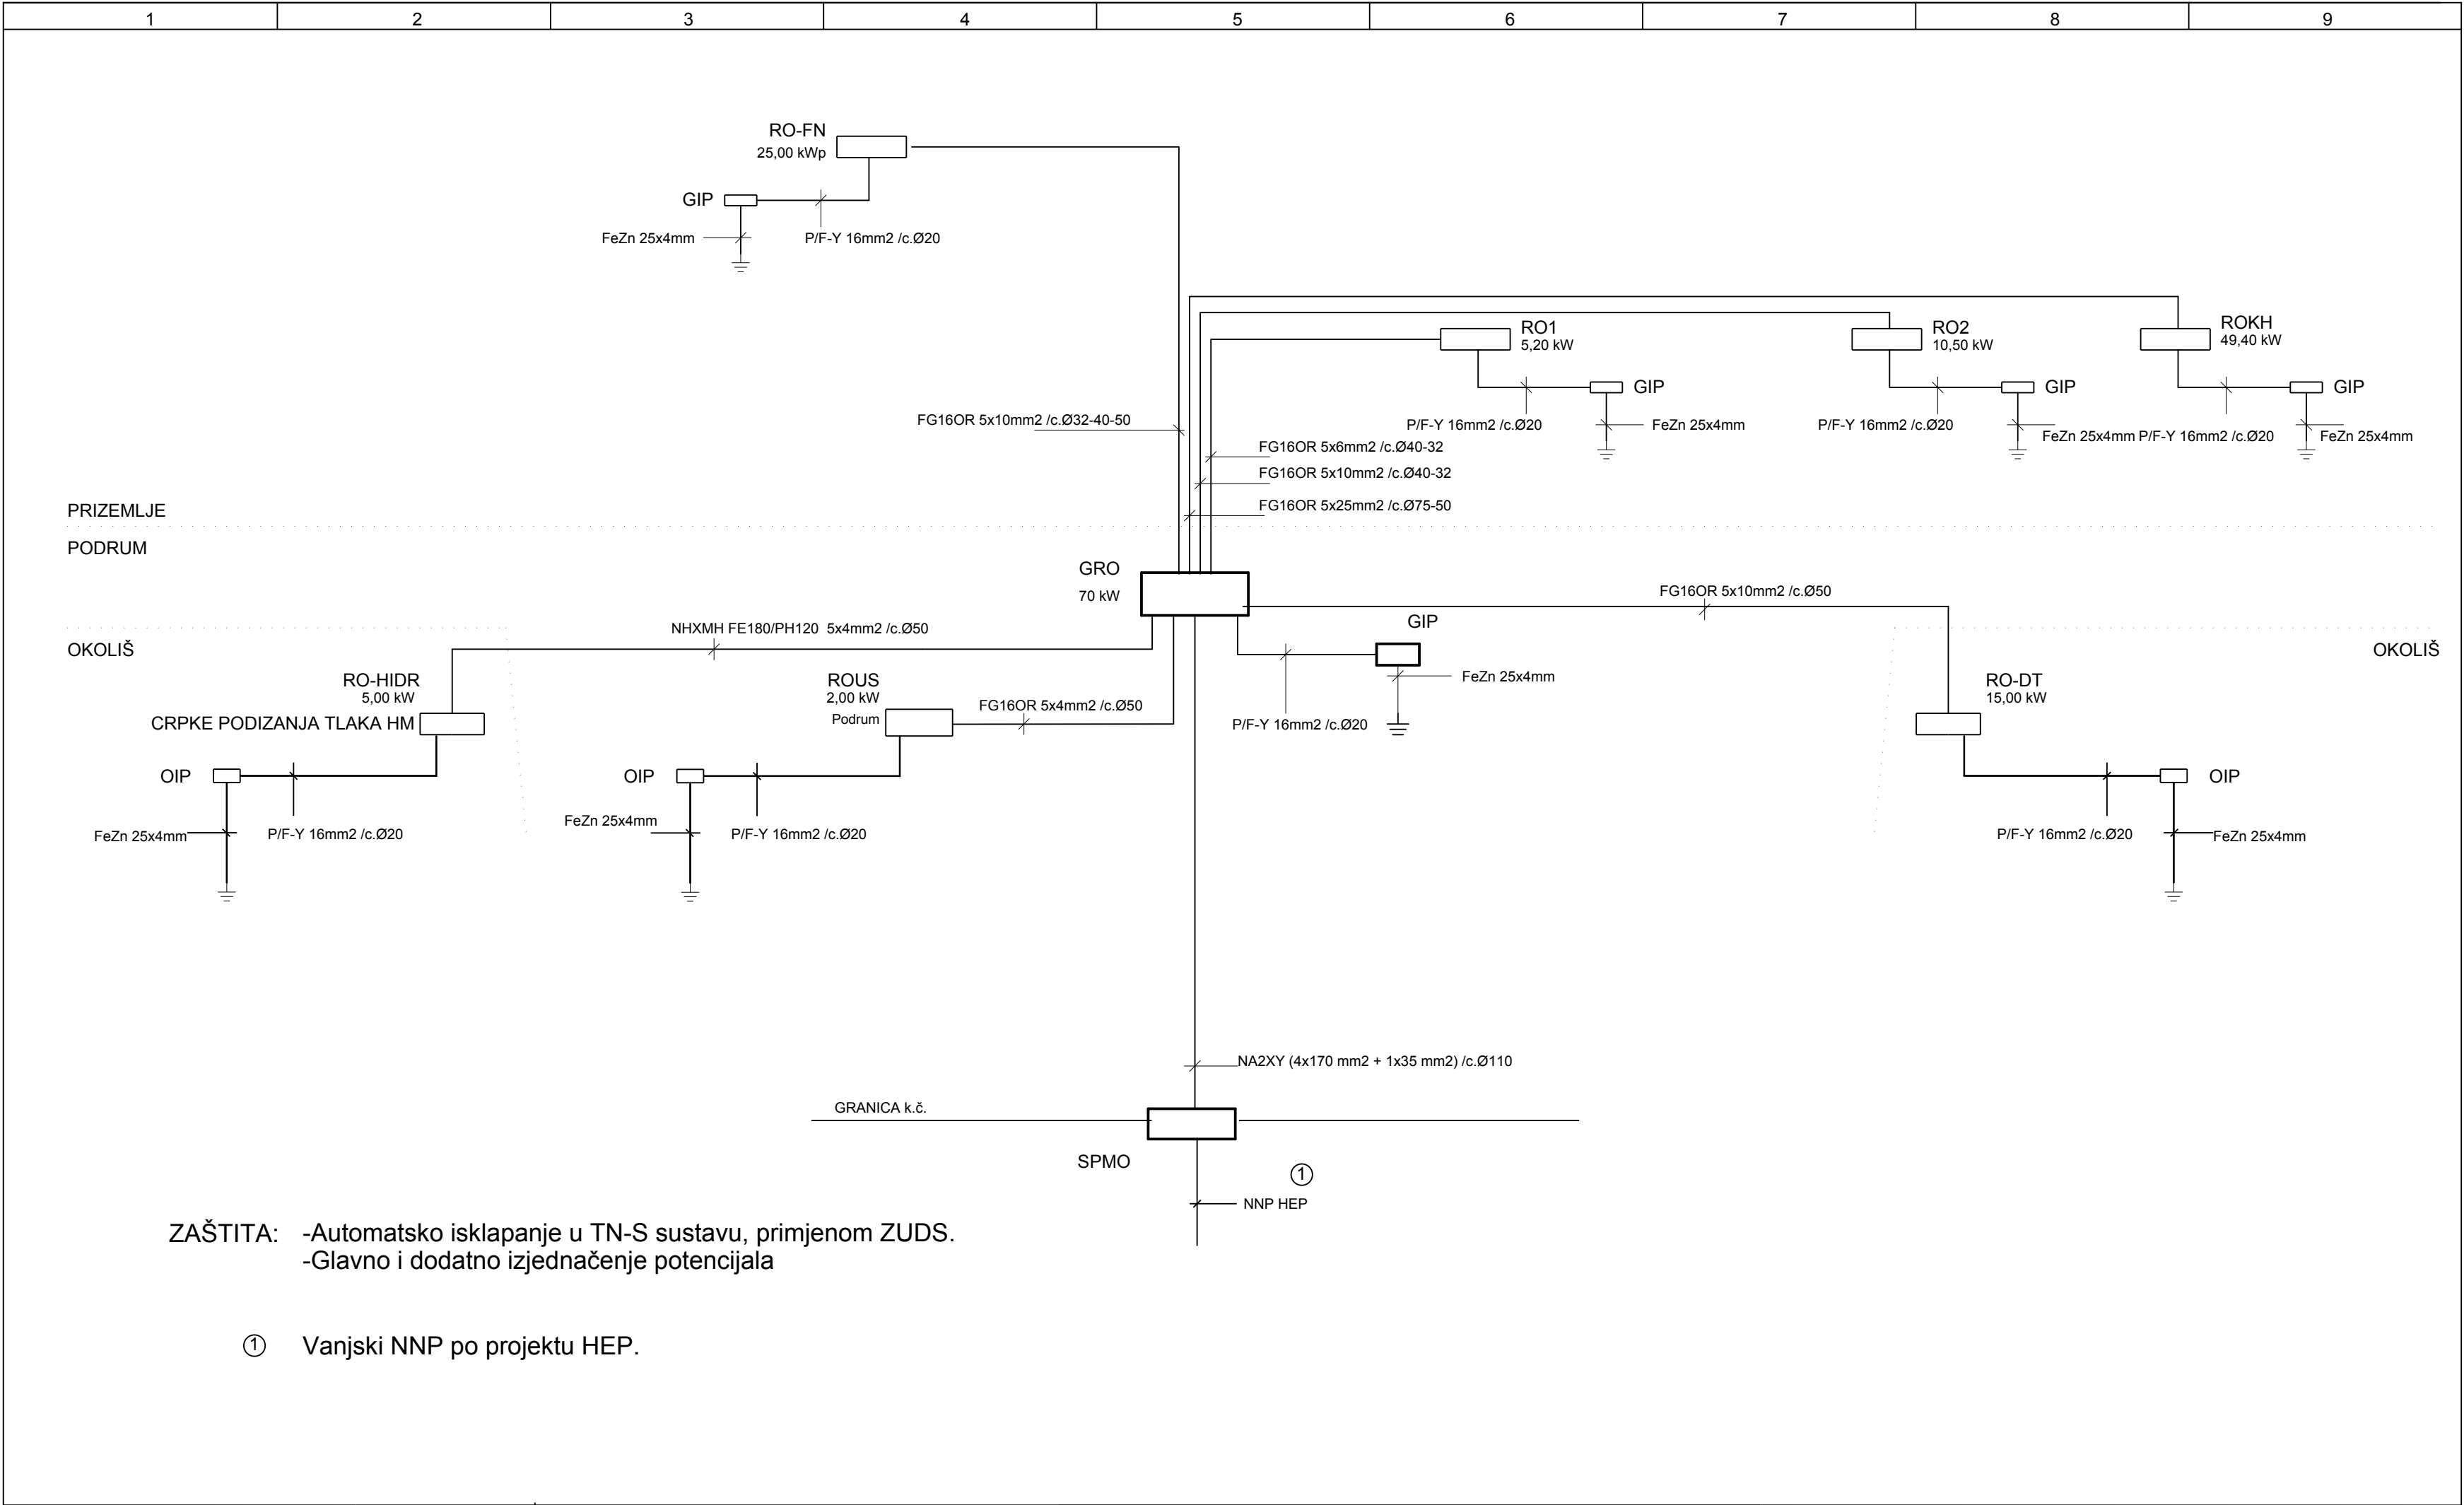 1 2 3 4 5 6 7 8 9
RO-FN
25,00 kWp
GIP
FeZn 25x4mm
P/F-Y 16mm2 /c.Ø20
RO1
5,20 kW
RO2
10,50 kW
ROKH
49,40 kW
GIP
GIP
GIP
FG16OR 5x10mm2 /c.Ø32-40-50
P/F-Y 16mm2 /c.Ø20
FeZn 25x4mm
P/F-Y 16mm2 /c.Ø20
FeZn 25x4mm
P/F-Y 16mm2 /c.Ø20
FeZn 25x4mm
FG16OR 5x6mm2 /c.Ø40-32
FG16OR 5x10mm2 /c.Ø40-32
FG16OR 5x25mm2 /c.Ø75-50
PRIZEMLJE
PODRUM
GRO
70 kW
FG16OR 5x10mm2 /c.Ø50
NHXMH FE180/PH120 5x4mm2 /c.Ø50
GIP
OKOLIŠ
OKOLIŠ
RO-HIDR
5,00 kW
CRPKE PODIZANJA TLAKA HM
ROUS
2,00 kW
Podrum
FG16OR 5x4mm2 /c.Ø50
FeZn 25x4mm
P/F-Y 16mm2 /c.Ø20
RO-DT
15,00 kW
OIP
OIP
OIP
FeZn 25x4mm
P/F-Y 16mm2 /c.Ø20
FeZn 25x4mm
P/F-Y 16mm2 /c.Ø20
P/F-Y 16mm2 /c.Ø20
FeZn 25x4mm
NA2XY (4x170 mm2 + 1x35 mm2) /c.Ø110
GRANICA k.č.
SPMO
1
NNP HEP
ZAŠTITA: -Automatsko isklapanje u TN-S sustavu, primjenom ZUDS.
-Glavno i dodatno izjednačenje potencijala
1 Vanjski NNP po projektu HEP.